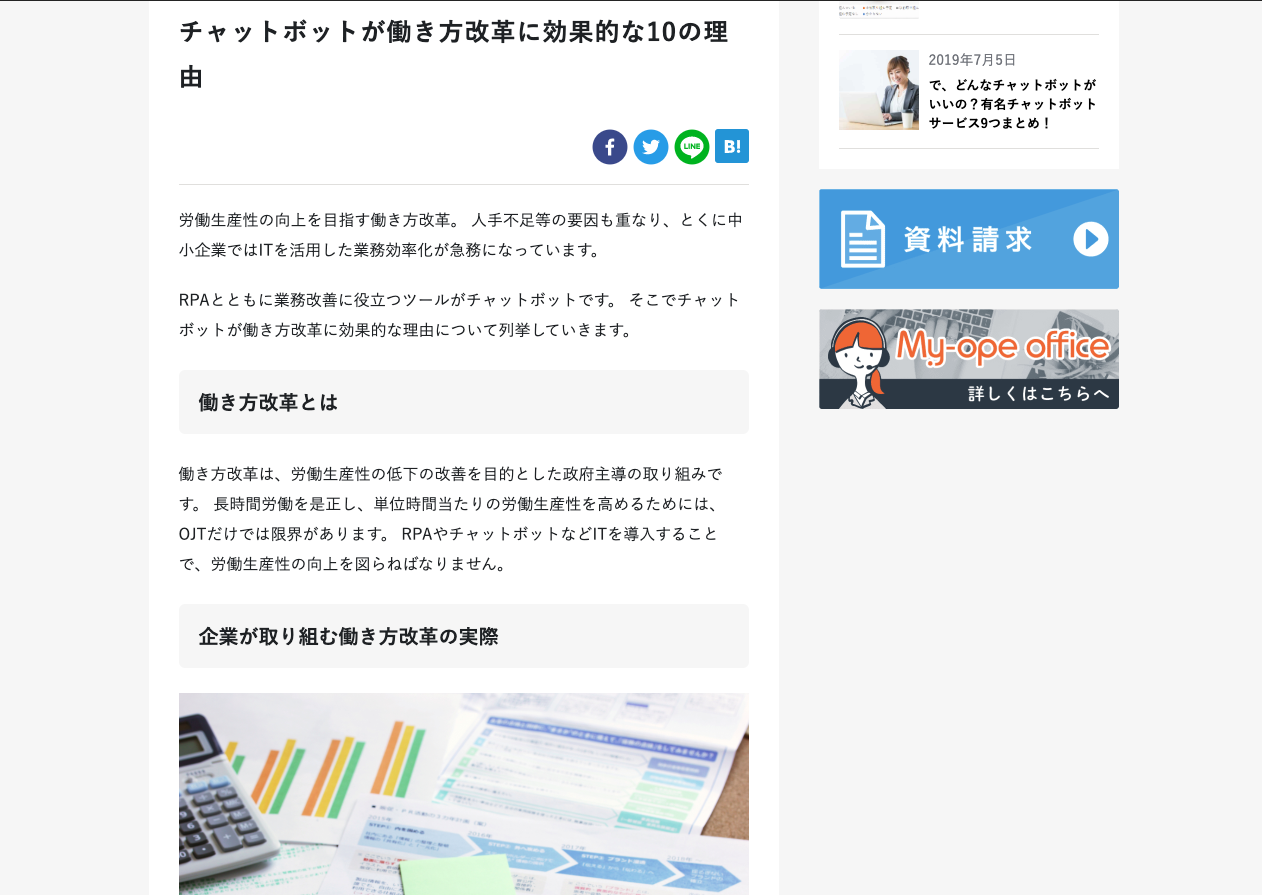 チャットボットが働き方改革に効果的な10の理
由
LINE
B!
労働生産性の向上を目指す働き方改革。 人手不足等の要因も重なり、とくに中
小企業ではITを活用した業務効率化が急務になっています。
RPAとともに業務改善に役立つツールがチャットボットです。 そこでチャット
ボットが働き方改革に効果的な理由について列挙していきます。
働き方改革とは
働き方改革は、労働生産性の低下の改善を目的とした政府主導の取り組みで
す。 長時間労働を是正し、単位時間当たりの労働生産性を高めるためには、
OJTだけでは限界があります。 RPAやチャットボットなどITを導入すること
で、労働生産性の向上を図らねばなりません。
企業が取り組む働き方改革の実際
2019年7月5日
で、どんなチャットボットが
いいの？有名チャットボット
サービス9つまとめ！
資料請求
My-ope office
詳しくはこちらへ